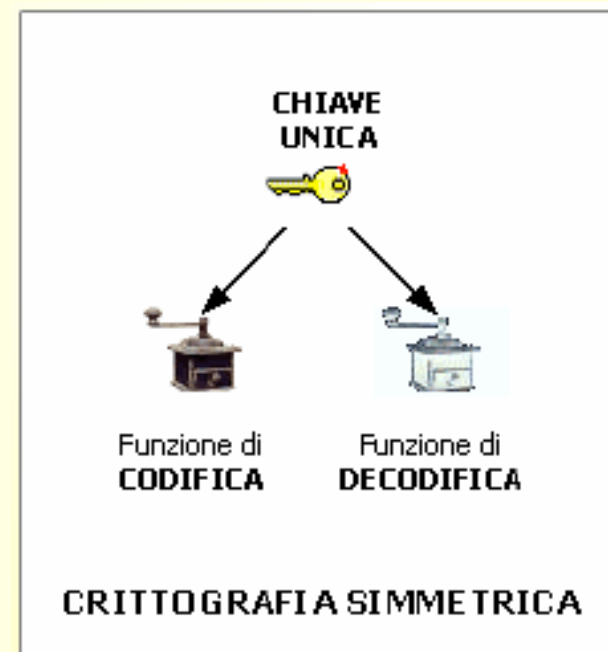 CHIAVE
UNICA
Funzione di
CODIFICA
Funzione di
DECODIFICA
CRITTOGRAFIA SIMMETRICA